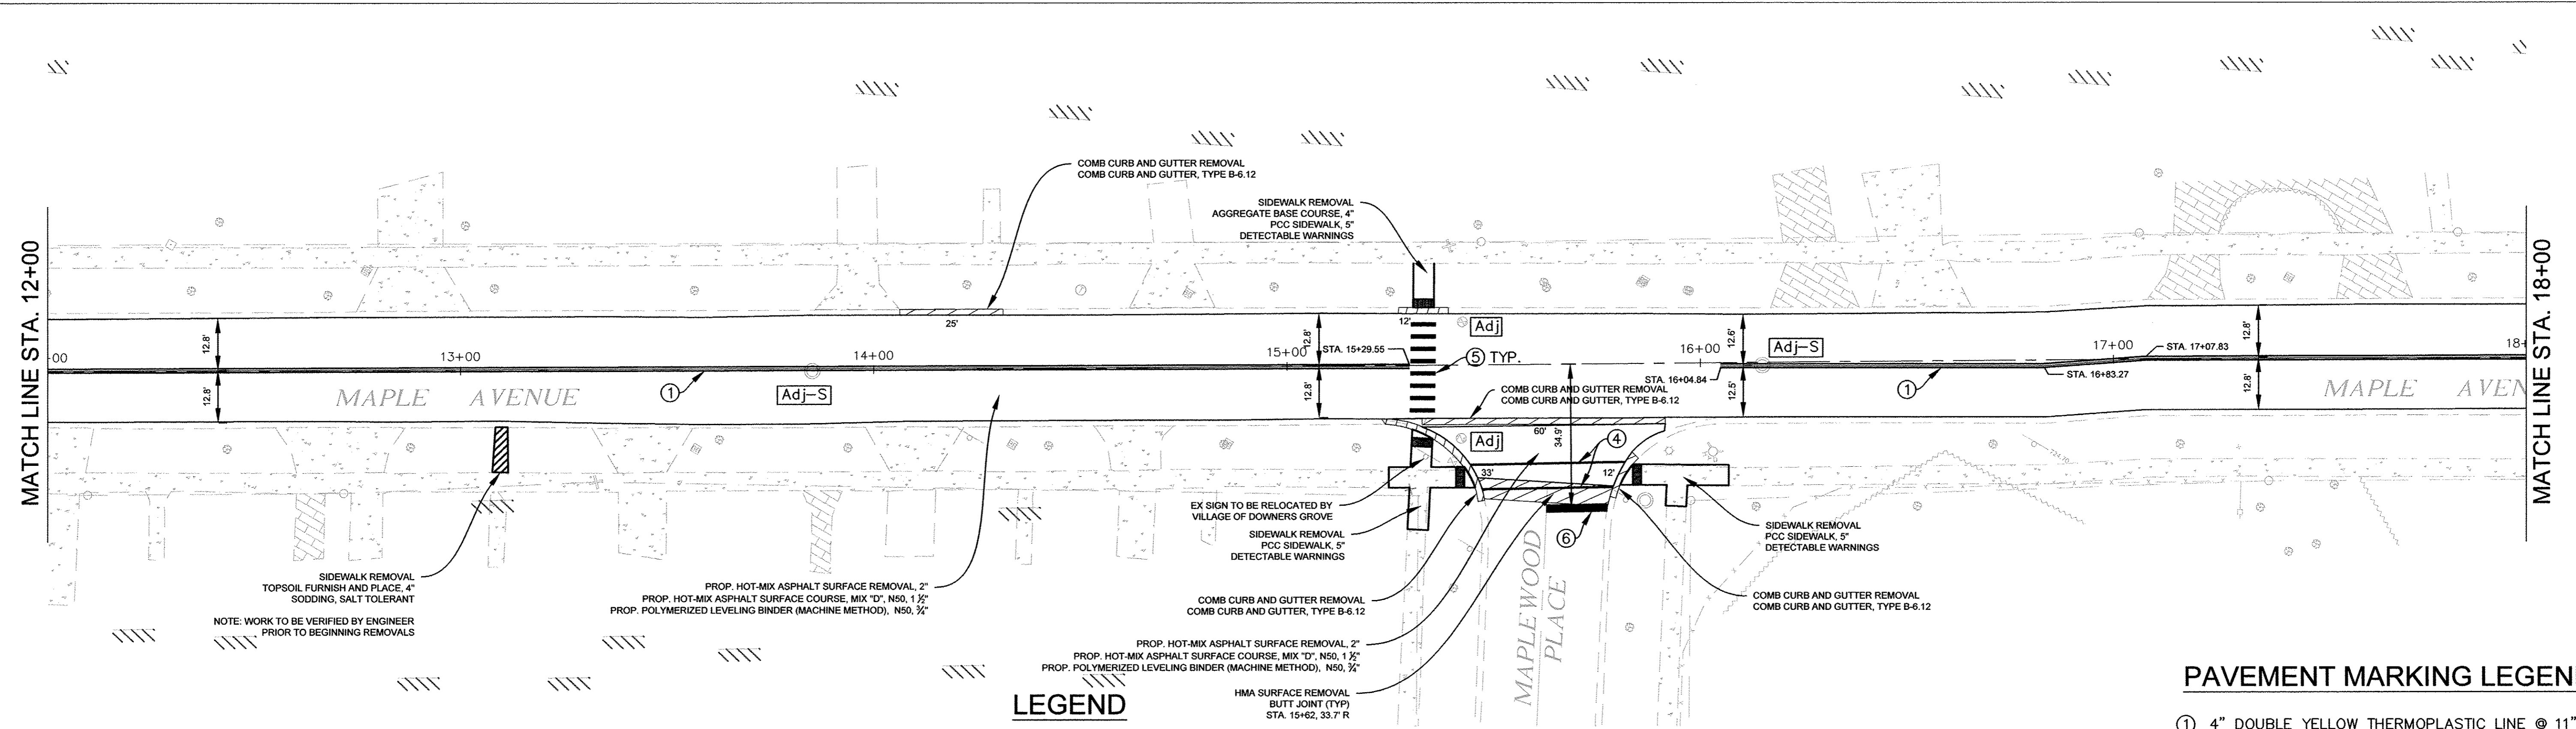 COMB CURB AND GUTTER REMOVAL
COMB CURB AND GUTTER, TYPE B-6.12
SIDEWALK REMOVAL
AGGREGATE BASE COURSE, 4"
PCC SIDEWALK, 5"
DETECTABLE WARNINGS
MATCH LINE STA. 12+00
MATCH LINE STA. 18+00
25'
12'
Adj
12.8'
12.8'
12.6'
12.8'
00
13+00
14+00
15+00
STA. 15+29.55
⑤ TYP.
16+00
Adj-S
17+00
STA. 17+07.83
18+
STA. 16+04.84
STA. 16+83.27
①
①
Adj-S
12.8'
12.8'
12.5'
12.8'
MAPLE AVENUE
MAPLE AVEN
COMB CURB AND GUTTER REMOVAL
COMB CURB AND GUTTER, TYPE B-6.12
60'
34.9'
④
Adj
33'
12'
EX SIGN TO BE RELOCATED BY
VILLAGE OF DOWNERS GROVE
⑥
SIDEWALK REMOVAL
PCC SIDEWALK, 5"
DETECTABLE WARNINGS
SIDEWALK REMOVAL
PCC SIDEWALK, 5"
DETECTABLE WARNINGS
MAPLEWOOD
PLACE
SIDEWALK REMOVAL
TOPSOIL FURNISH AND PLACE, 4"
SODDING, SALT TOLERANT
NOTE: WORK TO BE VERIFIED BY ENGINEER
PRIOR TO BEGINNING REMOVALS
PROP. HOT-MIX ASPHALT SURFACE REMOVAL, 2"
PROP. HOT-MIX ASPHALT SURFACE COURSE, MIX "D", N50, 1 ½"
PROP. POLYMERIZED LEVELING BINDER (MACHINE METHOD), N50, ¾"
COMB CURB AND GUTTER REMOVAL
COMB CURB AND GUTTER, TYPE B-6.12
COMB CURB AND GUTTER REMOVAL
COMB CURB AND GUTTER, TYPE B-6.12
PROP. HOT-MIX ASPHALT SURFACE REMOVAL, 2"
PROP. HOT-MIX ASPHALT SURFACE COURSE, MIX "D", N50, 1 ½"
PROP. POLYMERIZED LEVELING BINDER (MACHINE METHOD), N50, ¾"
HMA SURFACE REMOVAL
BUTT JOINT (TYP)
STA. 15+62, 33.7' R
LEGEND
PAVEMENT MARKING LEGEN
① 4" DOUBLE YELLOW THERMOPLASTIC LINE @ 11"